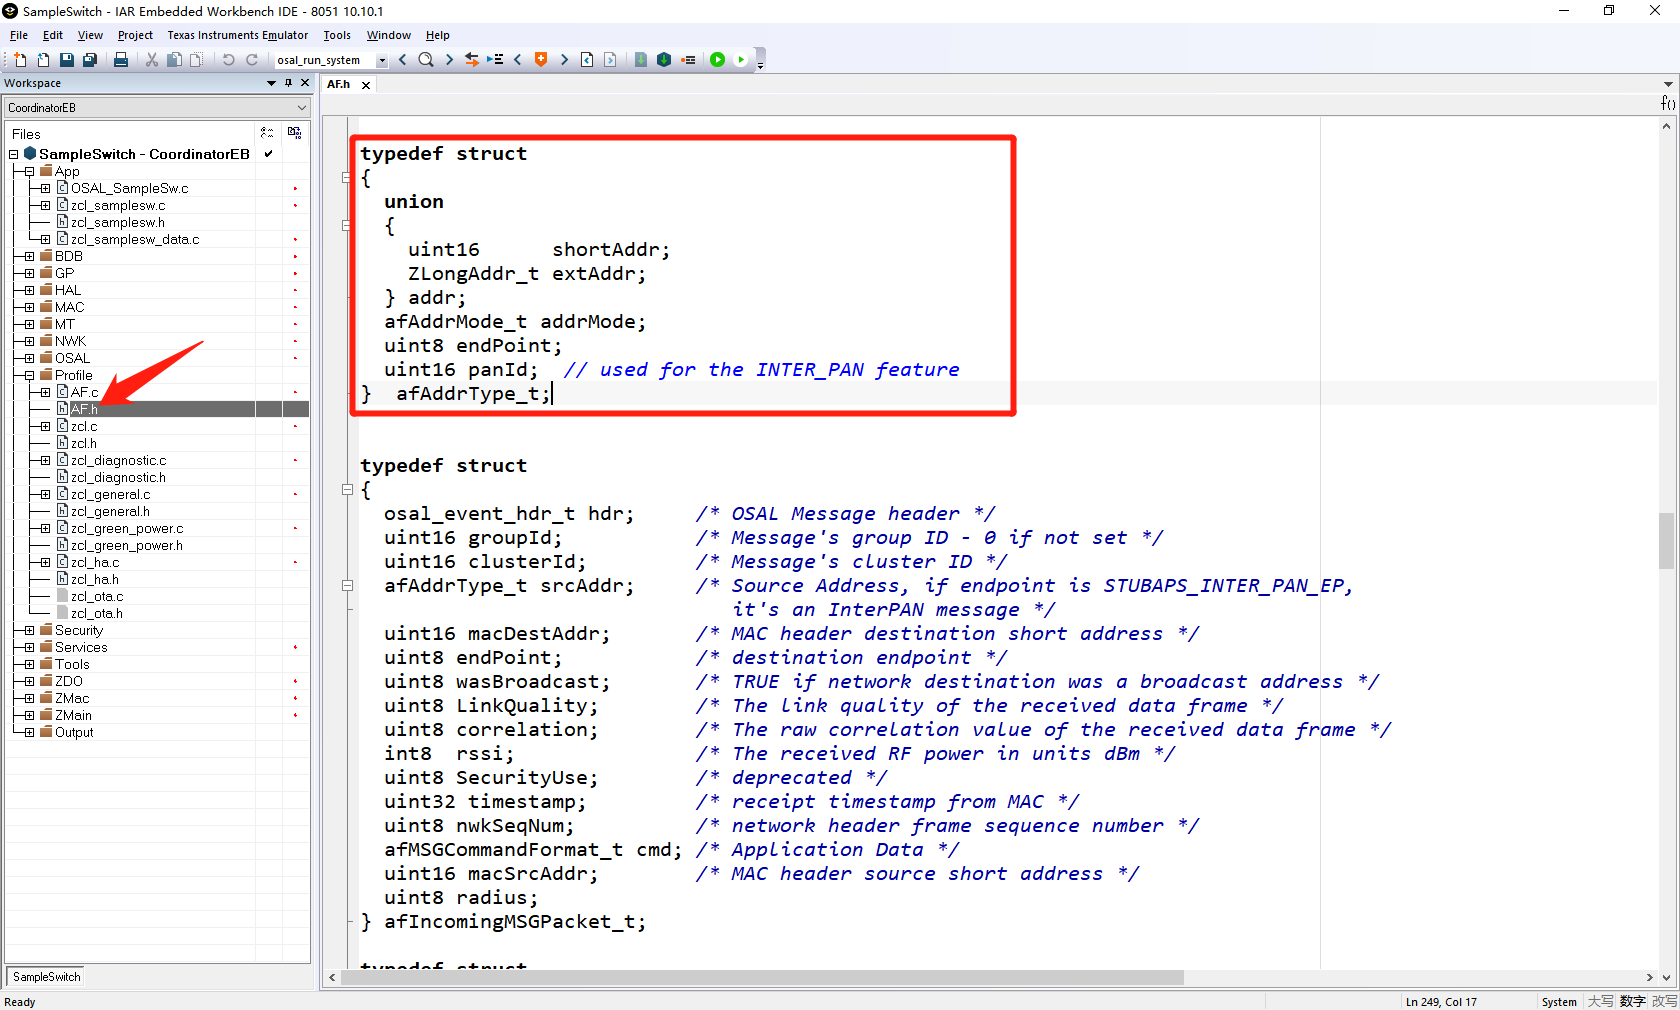 SampleSwitch - IAR Embedded Workbench IDE - 8051 10.10.1
File Edit View Project Texas Instruments Emulator Tools Window Help
osal_run_system
Workspace
CoordinatorEB
Files
SampleSwitch - CoordinatorEB
App
OSAL_SampleSw.c
zcl_samplesw.c
zcl_samplesw.h
zcl_samplesw_data.c
BDB
GP
HAL
MAC
MT
NWK
OSAL
Profile
AF.c
AF.h
zcl.c
zcl.h
zcl_diagnostic.c
zcl_diagnostic.h
zcl_general.c
zcl_general.h
zcl_green_power.c
zcl_green_power.h
zcl_ha.c
zcl_ha.h
zcl_ota.c
zcl_ota.h
Security
Services
Tools
ZDO
ZMac
ZMain
Output
SampleSwitch
AF.h
f()
typedef struct
{
union
{
uint16 shortAddr;
ZLongAddr_t extAddr;
} addr;
afAddrMode_t addrMode;
uint8 endPoint;
uint16 panId; // used for the INTER_PAN feature
} afAddrType_t;
typedef struct
{
osal_event_hdr_t hdr; /* OSAL Message header */
uint16 groupId; /* Message's group ID - 0 if not set */
uint16 clusterId; /* Message's cluster ID */
afAddrType_t srcAddr; /* Source Address, if endpoint is STUBAPS_INTER_PAN_EP,
it's an InterPAN message */
uint16 macDestAddr; /* MAC header destination short address */
uint8 endPoint; /* destination endpoint */
uint8 wasBroadcast; /* TRUE if network destination was a broadcast address */
uint8 LinkQuality; /* The link quality of the received data frame */
uint8 correlation; /* The raw correlation value of the received data frame */
int8 rssi; /* The received RF power in units dBm */
uint8 SecurityUse; /* deprecated */
uint32 timestamp; /* receipt timestamp from MAC */
uint8 nwkSeqNum; /* network header frame sequence number */
afMSGCommandFormat_t cmd; /* Application Data */
uint16 macSrcAddr; /* MAC header source short address */
uint8 radius;
} afIncomingMSGPacket_t;
typedef struct
Ready
Ln 249, Col 17
System
大写 数字 改写